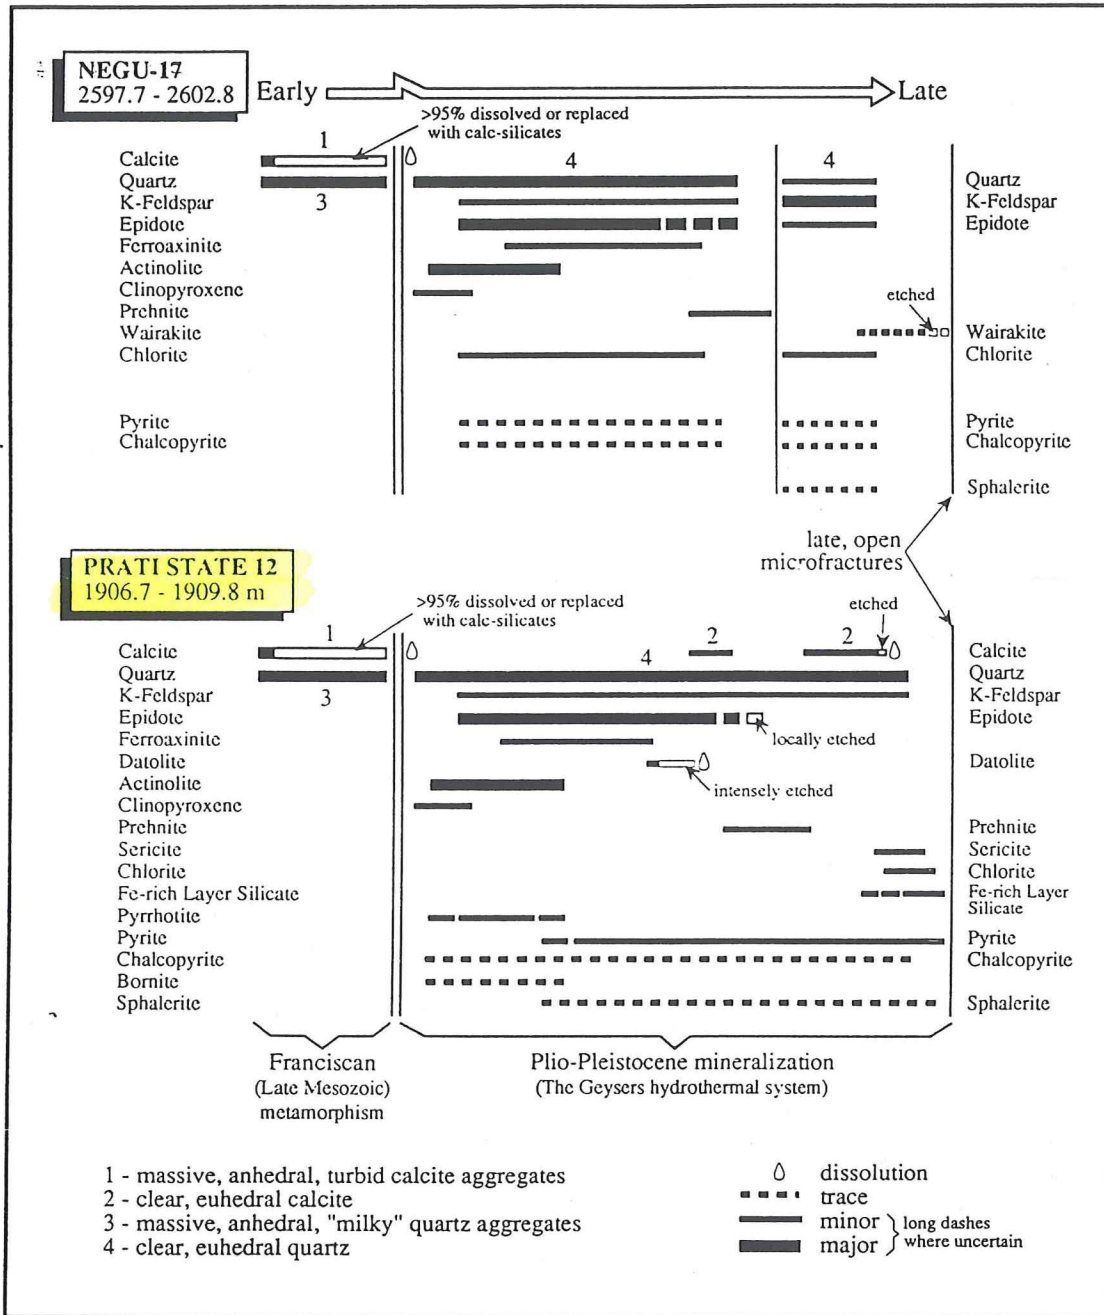 NEGU-17
2597.7 - 2602.8
Early
Late
>95% dissolved or replaced
with calc-silicates
1
4
4
Calcite
Quartz
Quartz
3
K-Feldspar
K-Feldspar
Epidote
Epidote
Ferroaxinite
Actinolite
Clinopyroxene
etched
Prehnite
Wairakite
Wairakite
Chlorite
Chlorite
Pyrite
Pyrite
Chalcopyrite
Chalcopyrite
Sphalerite
late, open
microfractures
PRATI STATE 12
1906.7 - 1909.8 m
>95% dissolved or replaced
with calc-silicates
etched
1
2
2
Calcite
Calcite
4
Quartz
Quartz
3
K-Feldspar
K-Feldspar
Epidote
Epidote
locally etched
Ferroaxinite
Datolite
Datolite
intensely etched
Actinolite
Clinopyroxene
Prehnite
Prehnite
Sericite
Sericite
Chlorite
Chlorite
Fe-rich Layer Silicate
Fe-rich Layer
Silicate
Pyrrhotite
Pyrite
Pyrite
Chalcopyrite
Chalcopyrite
Bornite
Sphalerite
Sphalerite
Franciscan
(Late Mesozoic)
metamorphism
Plio-Pleistocene mineralization
(The Geysers hydrothermal system)
1 - massive, anhedral, turbid calcite aggregates
2 - clear, euhedral calcite
3 - massive, anhedral, "milky" quartz aggregates
4 - clear, euhedral quartz
dissolution
trace
minor
major
long dashes
where uncertain